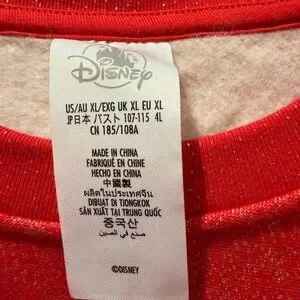 Disney
US/AU XL/EXG UK XL EU XL
JP日本 バスト 107-115 4L
CN 185/108A
MADE IN CHINA
FABRIQUÉ EN CHINE
HECHO EN CHINA
中國製
ผลิตในประเทศจีน
DIBUAT DI TIONGKOK
SẢN XUẤT TẠI TRUNG QUỐC
중국산
صنع في الصين
©DISNEY